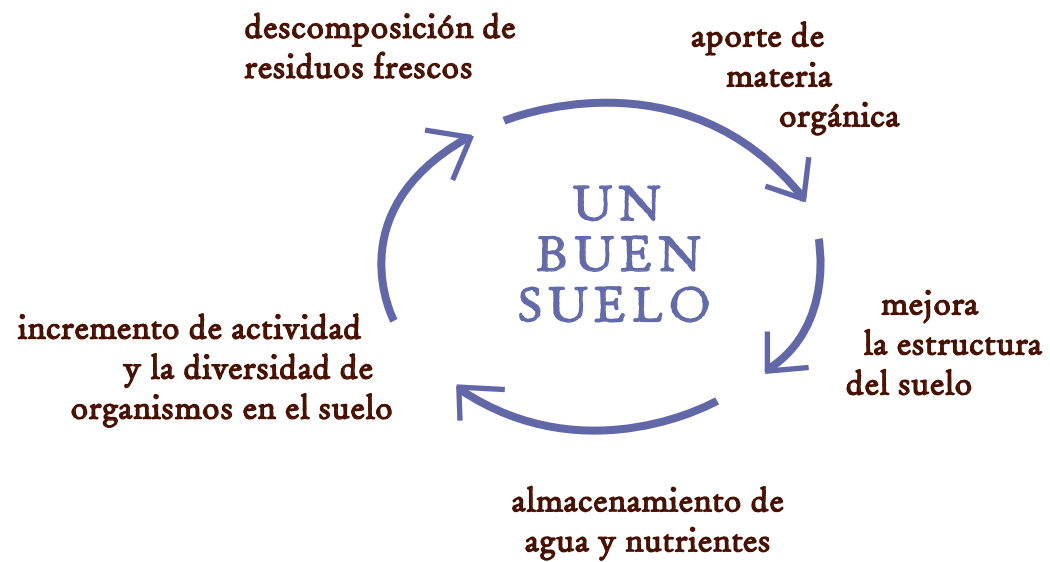 descomposición de
residuos frescos
aporte de
materia
orgánica
UN
BUEN
SUELO
mejora
la estructura
del suelo
incremento de actividad
y la diversidad de
organismos en el suelo
almacenamiento de
agua y nutrientes